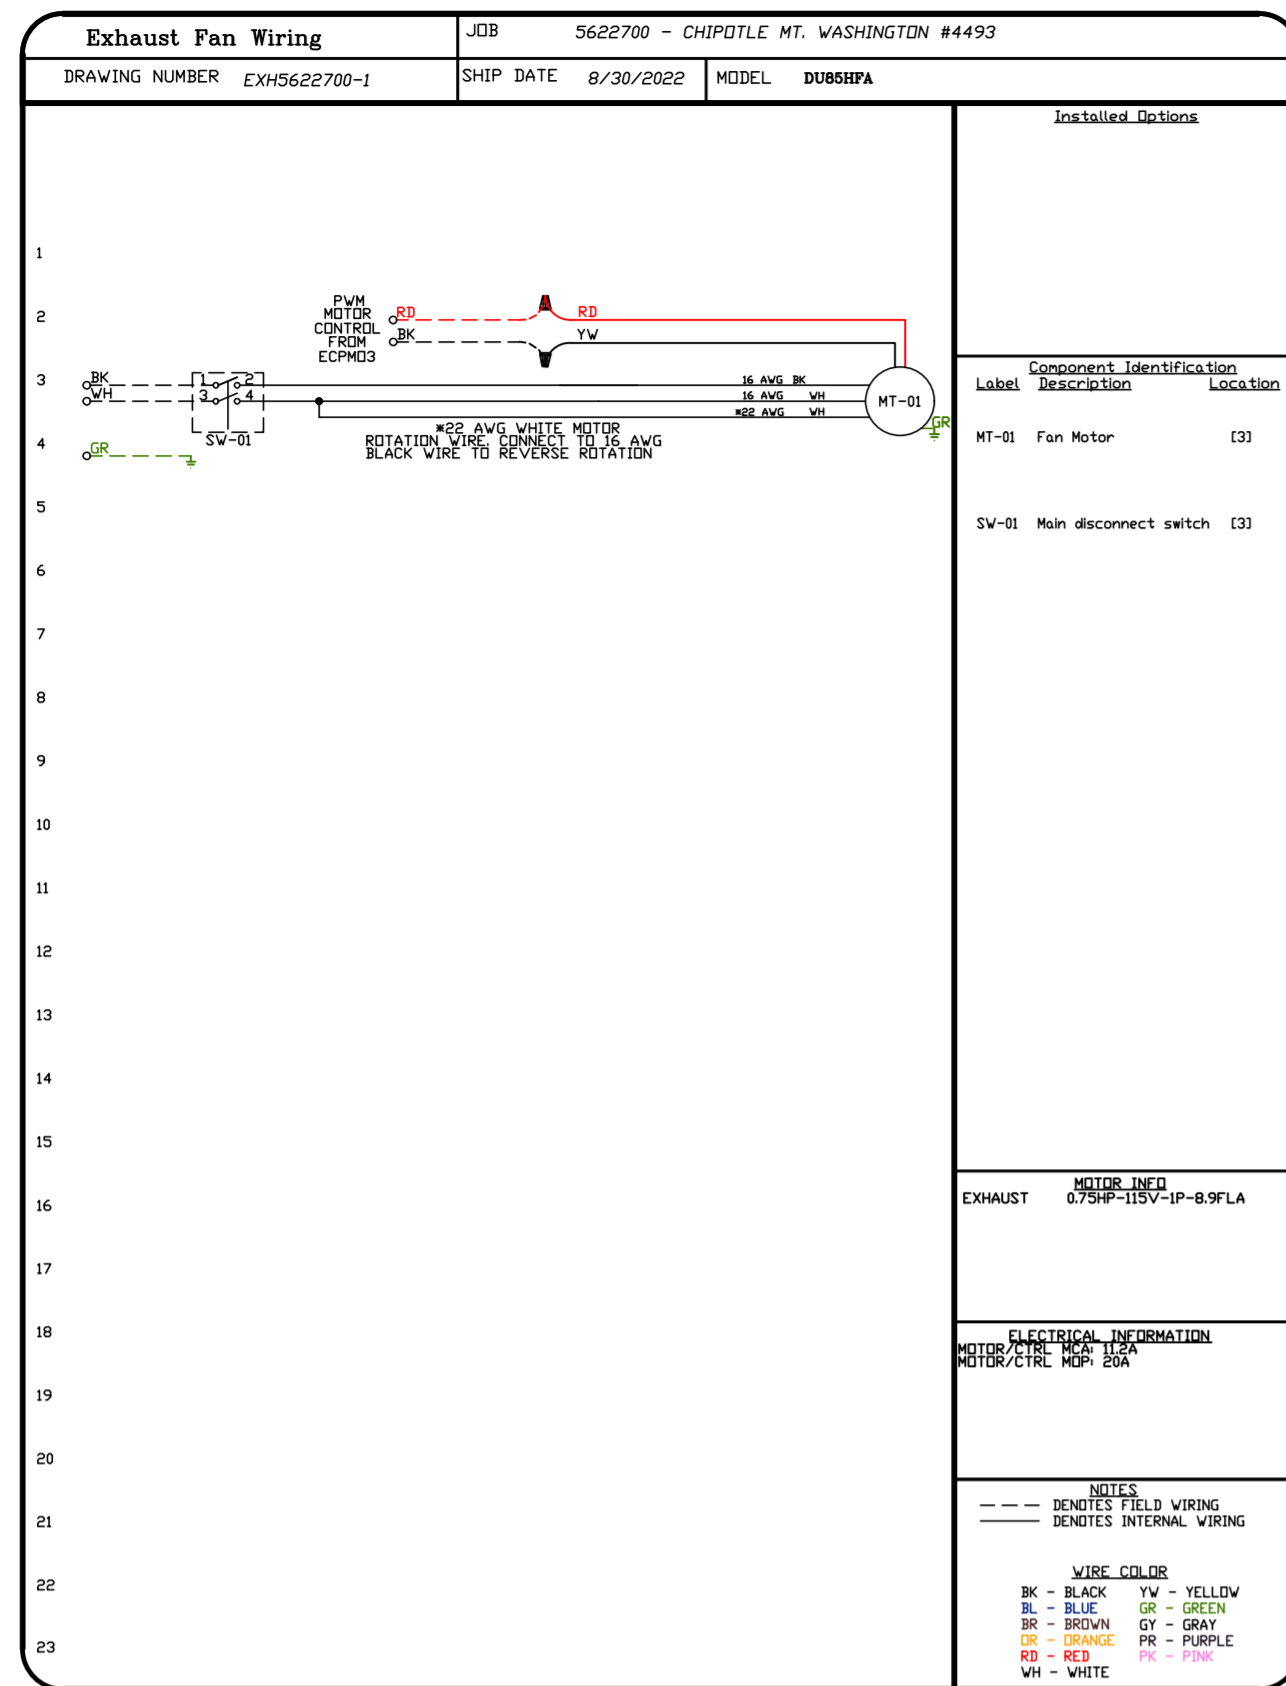 Exhaust Fan Wiring
JOB 5622700 - CHIPOTLE MT. WASHINGTON #4493
DRAWING NUMBER EXH5622700-1
SHIP DATE 8/30/2022
MODEL DU85HFA
Installed Options
1
2
3
4
5
6
7
8
9
10
11
12
13
14
15
16
17
18
19
20
21
22
23
PWM
MOTOR
CONTROL
FROM
ECPM03
RD
BK
RD
YW
BK
WH
1
2
3
4
SW-01
GR
16 AWG BK
16 AWG WH
*22 AWG WH
MT-01
GR
*22 AWG WHITE MOTOR
ROTATION WIRE. CONNECT TO 16 AWG
BLACK WIRE TO REVERSE ROTATION
Component Identification
Label Description Location
MT-01 Fan Motor [3]
SW-01 Main disconnect switch [3]
MOTOR INFO
EXHAUST 0.75HP-115V-1P-8.9FLA
ELECTRICAL INFORMATION
MOTOR/CTRL MCA: 11.2A
MOTOR/CTRL MOP: 20A
NOTES
DENOTES FIELD WIRING
DENOTES INTERNAL WIRING
WIRE COLOR
BK - BLACK YW - YELLOW
BL - BLUE GR - GREEN
BR - BROWN GY - GRAY
OR - ORANGE PR - PURPLE
RD - RED PK - PINK
WH - WHITE